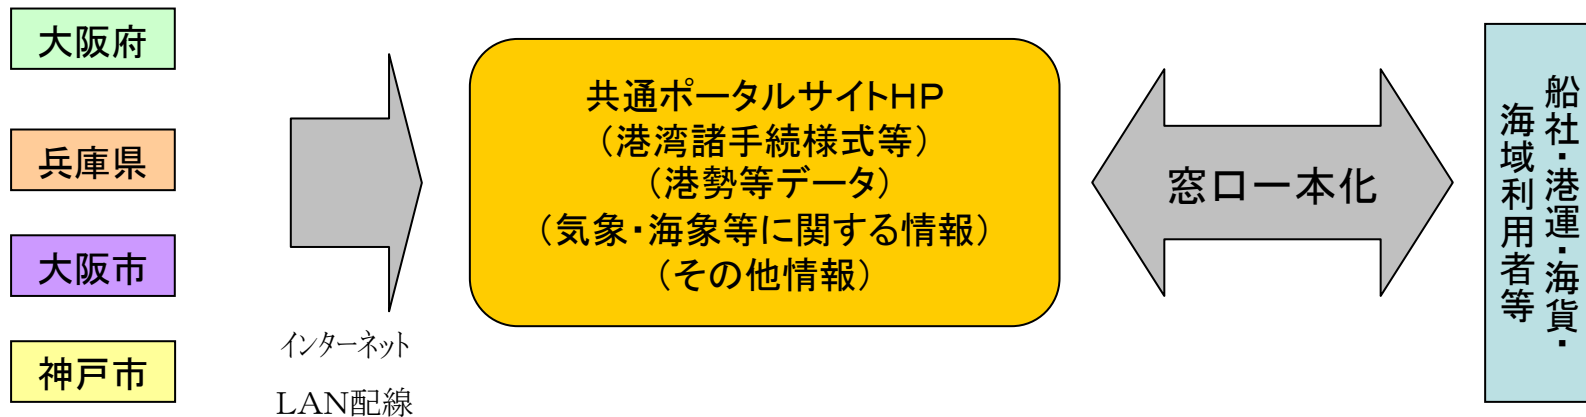 大阪府
兵庫県
大阪市
神戸市
インターネット
LAN配線
共通ポータルサイトHP
(港湾諸手続様式等)
(港勢等データ)
(気象・海象等に関する情報)
(その他情報)
窓口一本化
船社・港運・海貨・
海域利用者等